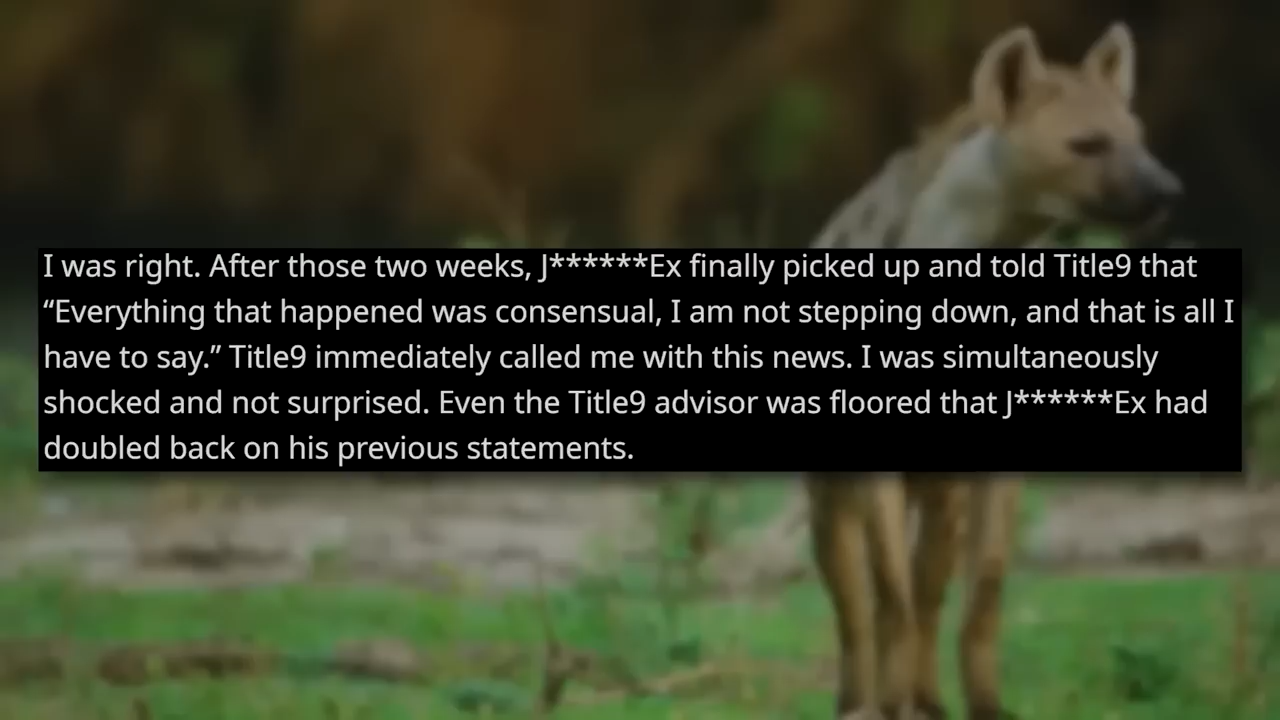 I was right. After those two weeks, J******Ex finally picked up and told Title9 that
“Everything that happened was consensual, I am not stepping down, and that is all I
have to say.” Title9 immediately called me with this news. I was simultaneously
shocked and not surprised. Even the Title9 advisor was floored that J******Ex had
doubled back on his previous statements.